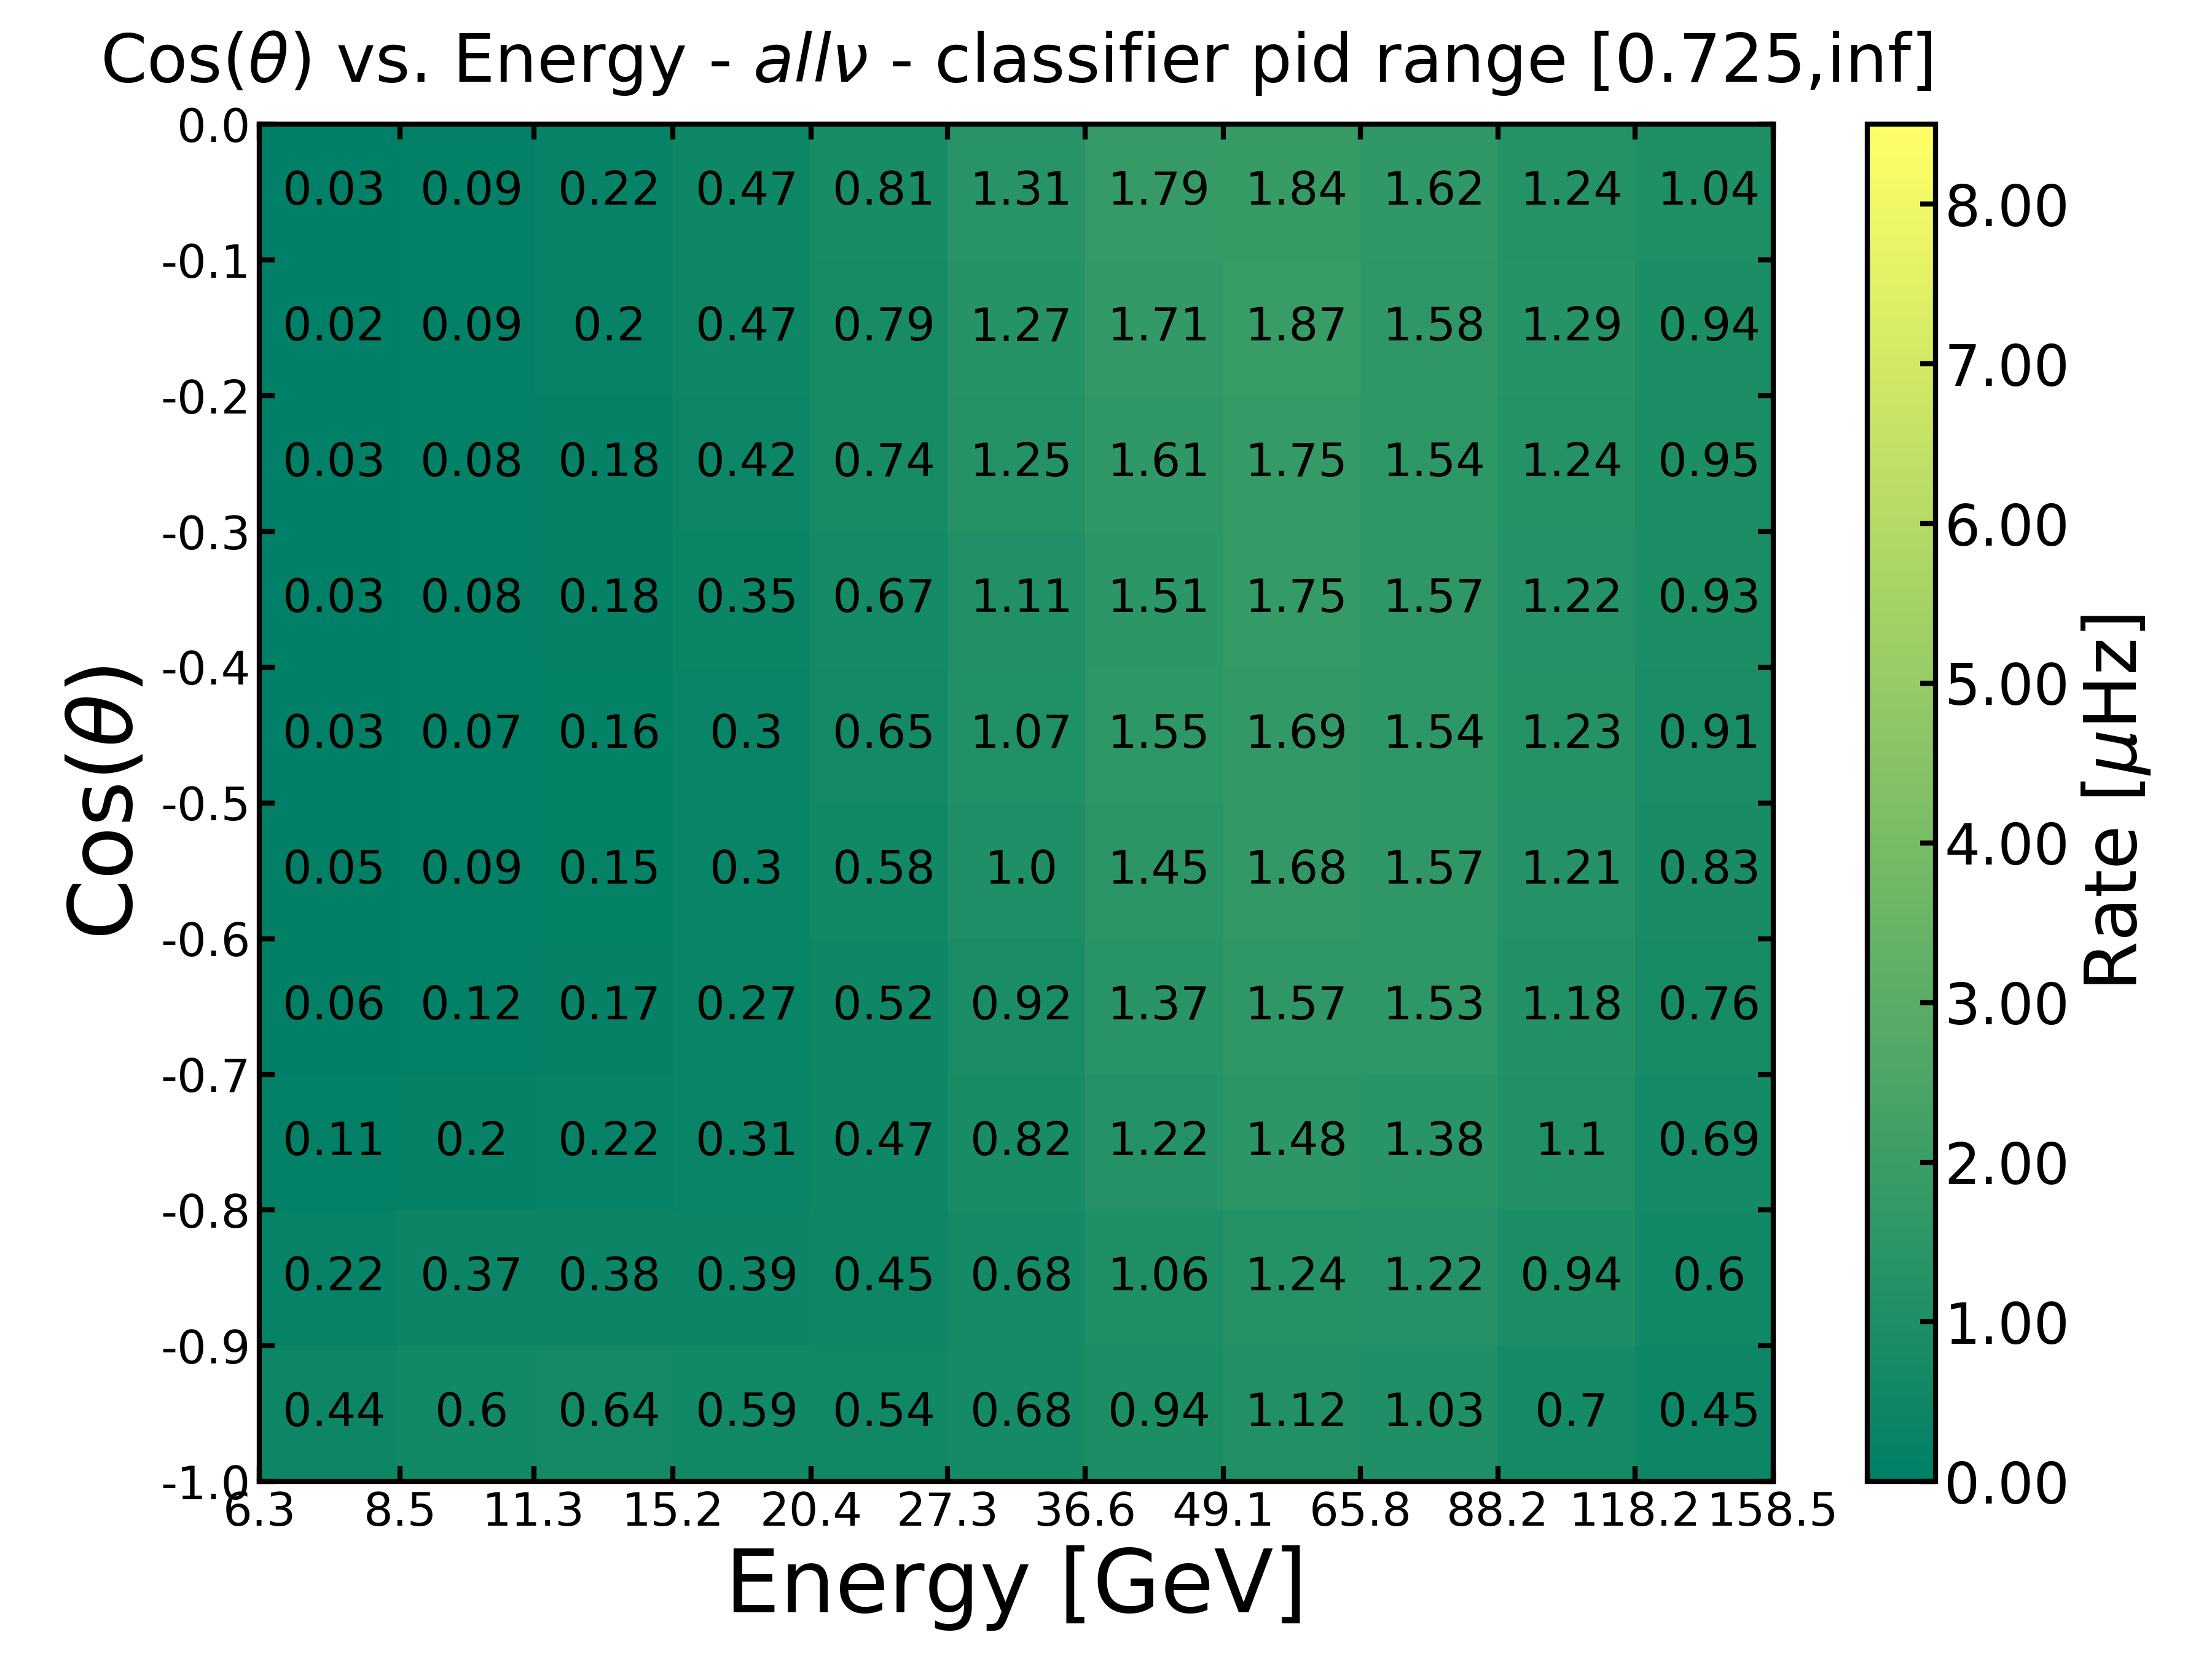 Cos(θ) vs. Energy - allν - classifier pid range [0.725,inf]
0.0
0.03 0.09 0.22 0.47 0.81 1.31 1.79 1.84 1.62 1.24 1.04
-0.1
0.02 0.09 0.2 0.47 0.79 1.27 1.71 1.87 1.58 1.29 0.94
-0.2
0.03 0.08 0.18 0.42 0.74 1.25 1.61 1.75 1.54 1.24 0.95
-0.3
0.03 0.08 0.18 0.35 0.67 1.11 1.51 1.75 1.57 1.22 0.93
-0.4
0.03 0.07 0.16 0.3 0.65 1.07 1.55 1.69 1.54 1.23 0.91
-0.5
0.05 0.09 0.15 0.3 0.58 1.0 1.45 1.68 1.57 1.21 0.83
-0.6
0.06 0.12 0.17 0.27 0.52 0.92 1.37 1.57 1.53 1.18 0.76
-0.7
0.11 0.2 0.22 0.31 0.47 0.82 1.22 1.48 1.38 1.1 0.69
-0.8
0.22 0.37 0.38 0.39 0.45 0.68 1.06 1.24 1.22 0.94 0.6
-0.9
0.44 0.6 0.64 0.59 0.54 0.68 0.94 1.12 1.03 0.7 0.45
-1.0
6.3 8.5 11.3 15.2 20.4 27.3 36.6 49.1 65.8 88.2 118.2 158.5
Energy [GeV]
Cos(θ)
8.00
7.00
6.00
5.00
4.00
3.00
2.00
1.00
0.00
Rate [μHz]